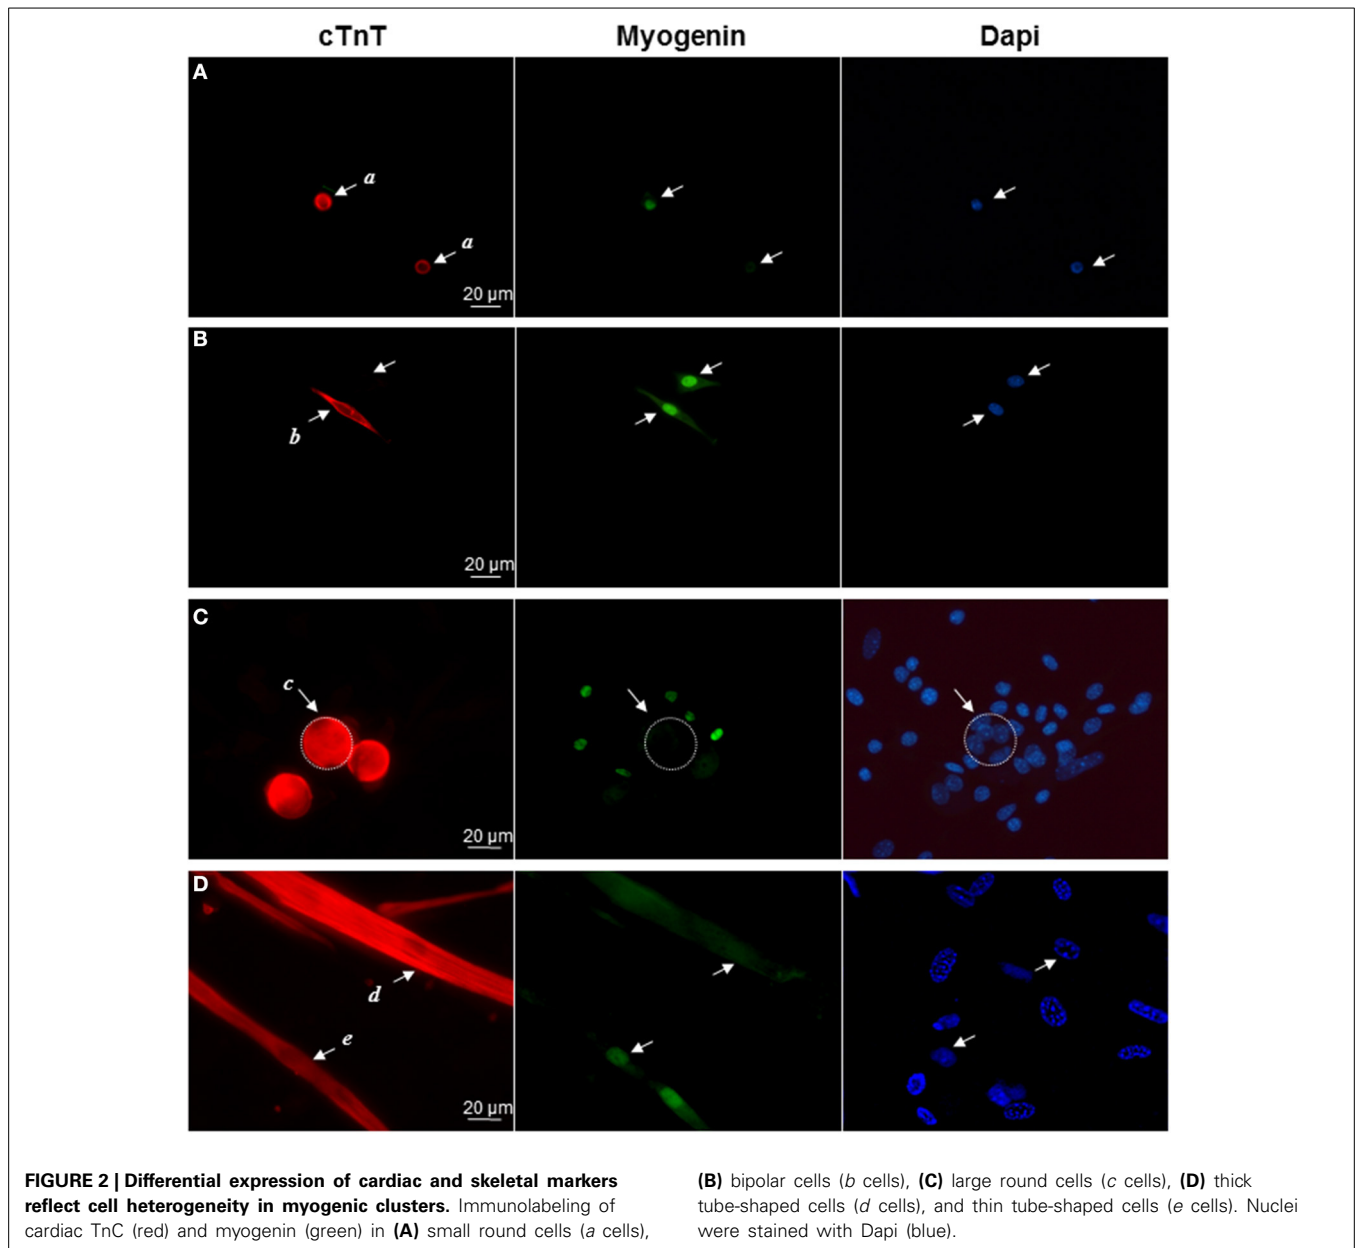 cTnT Myogenin Dapi
A
a
a
20 µm
B
b
20 µm
C
c
20 µm
D
d
e
20 µm
FIGURE 2 | Differential expression of cardiac and skeletal markers
reflect cell heterogeneity in myogenic clusters. Immunolabeling of
cardiac TnC (red) and myogenin (green) in (A) small round cells (a cells),
(B) bipolar cells (b cells), (C) large round cells (c cells), (D) thick
tube-shaped cells (d cells), and thin tube-shaped cells (e cells). Nuclei
were stained with Dapi (blue).